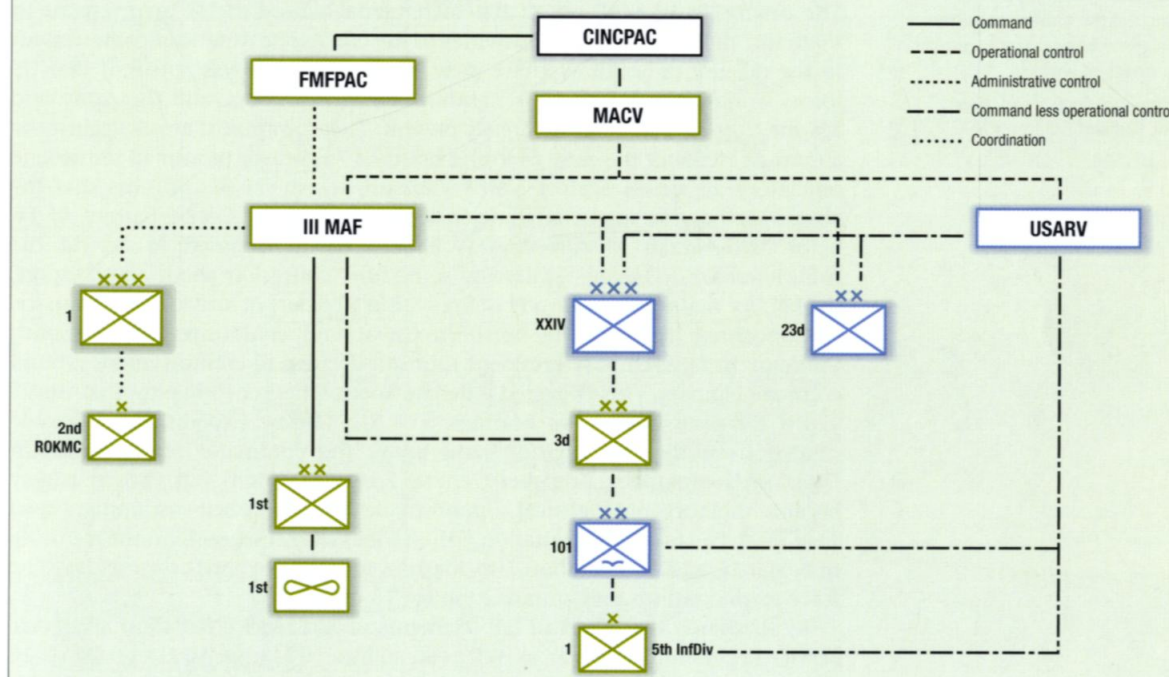 CINCPAC
FMFPAC
MACV
Command
Operational control
Administrative control
Command less operational control
Coordination
III MAF
USARV
1
XXIV
23d
2nd
ROKMC
3d
1st
101
1st
1
5th InfDiv